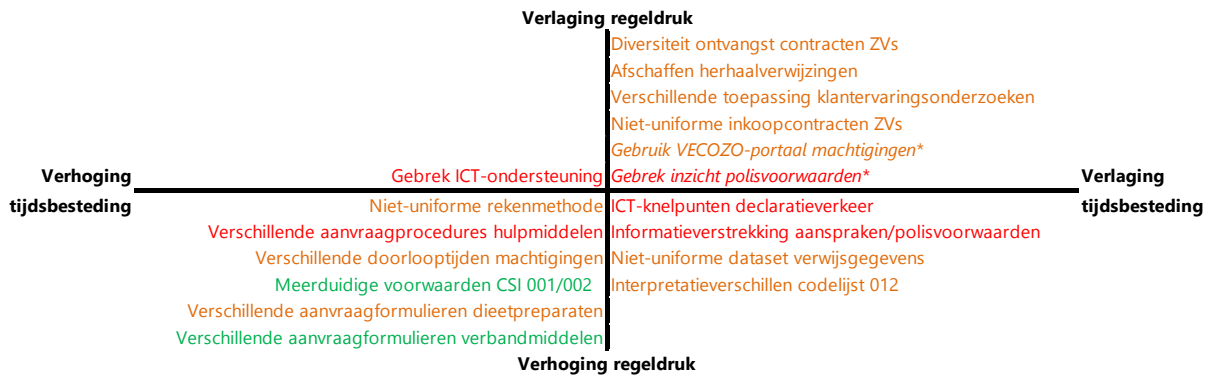 Verlaging regeldruk
Diversiteit ontvangst contracten ZVs
Afschaffen herhaalverwijzingen
Verschillende toepassing klantervaringsonderzoeken
Niet-uniforme inkoopcontracten ZVs
Gebruik VECOZO-portaal machtigingen*
Verhoging Gebrek ICT-ondersteuning Gebrek inzicht polisvoorwaarden* Verlaging
tijdsbesteding Niet-uniforme rekenmethode ICT-knelpunten declaratieverkeer tijdsbesteding
Verschillende aanvraagprocedures hulpmiddelen Informatieverstrekking aanspraken/polisvoorwaarden
Verschillende doorlooptijden machtigingen Niet-uniforme dataset verwijsgegevens
Meerduidige voorwaarden CSI 001/002 Interpretatieverschillen codelijst 012
Verschillende aanvraagformulieren dieetpreparaten
Verschillende aanvraagformulieren verbandmiddelen
Verhoging regeldruk